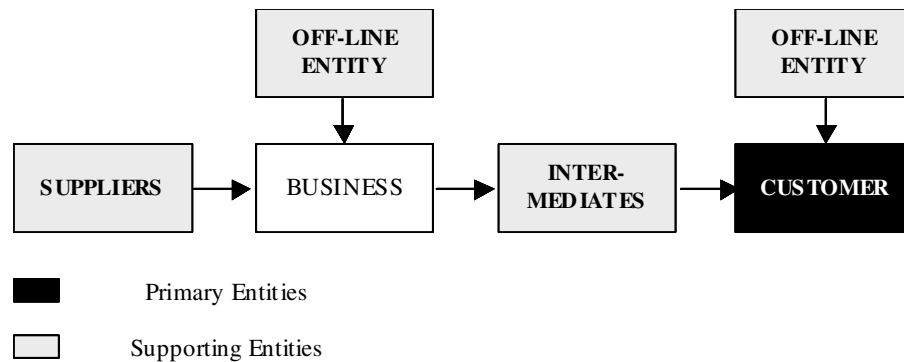 OFF-LINE
ENTITY
OFF-LINE
ENTITY
SUPPLIERS
BUSINESS
INTER-
MEDIATES
CUSTOMER
Primary Entities
Supporting Entities